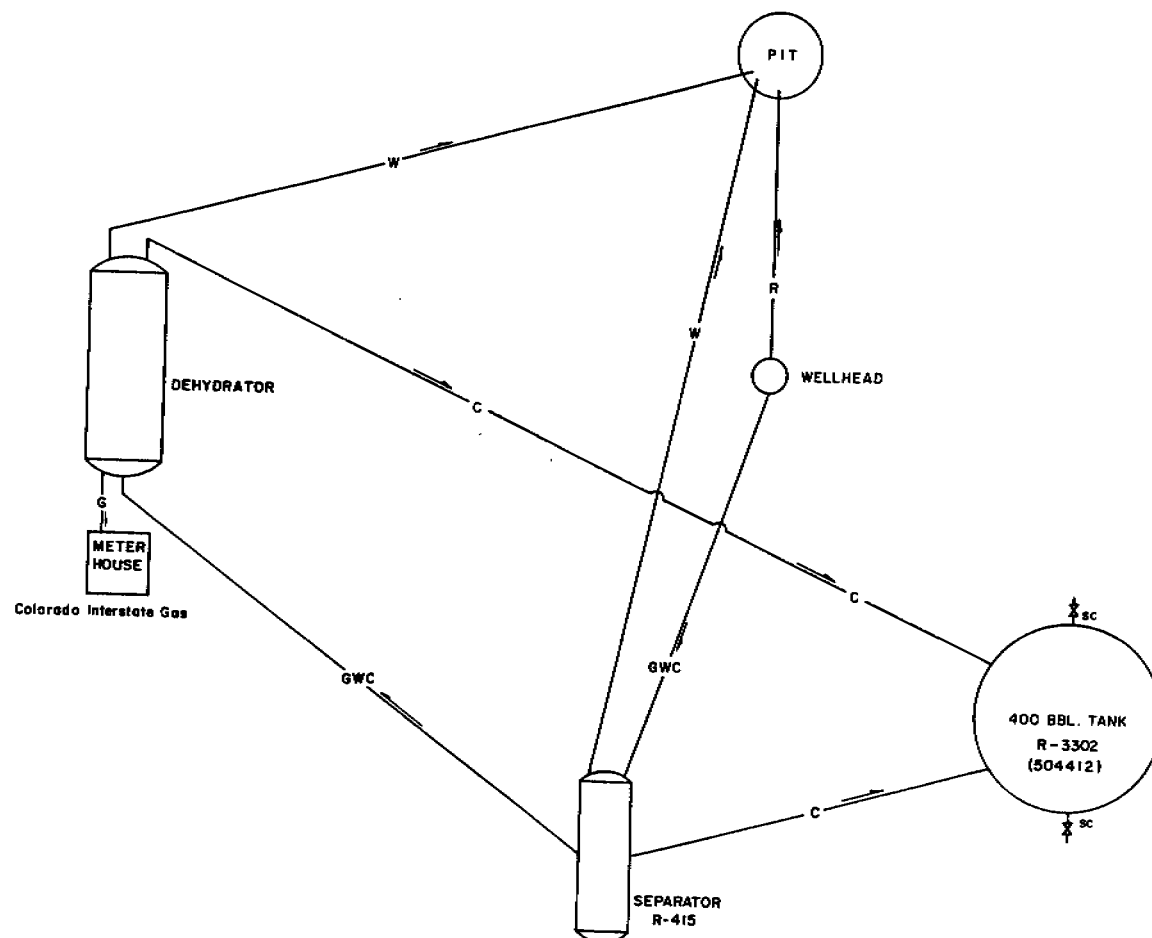 PIT
W
W
R
WELLHEAD
DEHYDRATOR
C
G
METER
HOUSE
Colorado Interstate Gas
C
SC
GWC
GWC
400 BBL. TANK
R-3302
(504412)
C
SC
SEPARATOR
R-415